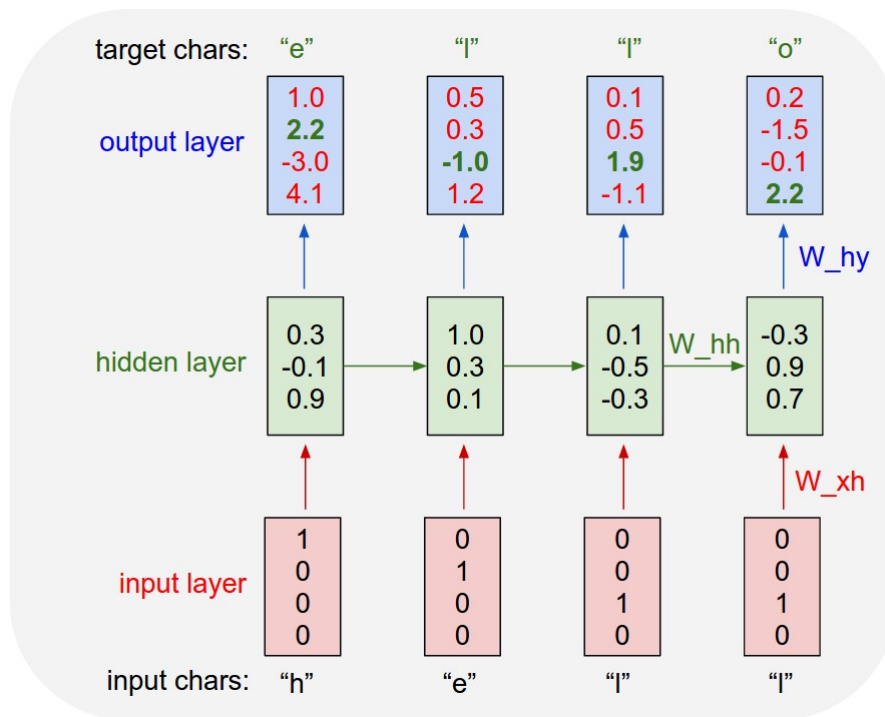 target chars: “e” “l” “l” “o”
1.0 0.5 0.1 0.2
2.2 0.3 0.5 -1.5
output layer
-3.0 -1.0 1.9 -0.1
4.1 1.2 -1.1 2.2
W_hy
0.3 1.0 0.1 -0.3
W_hh
hidden layer -0.1 0.3 -0.5 0.9
0.9 0.1 -0.3 0.7
W_xh
1 0 0 0
0 1 0 0
input layer
0 0 1 1
0 0 0 0
input chars: “h” “e” “l” “l”